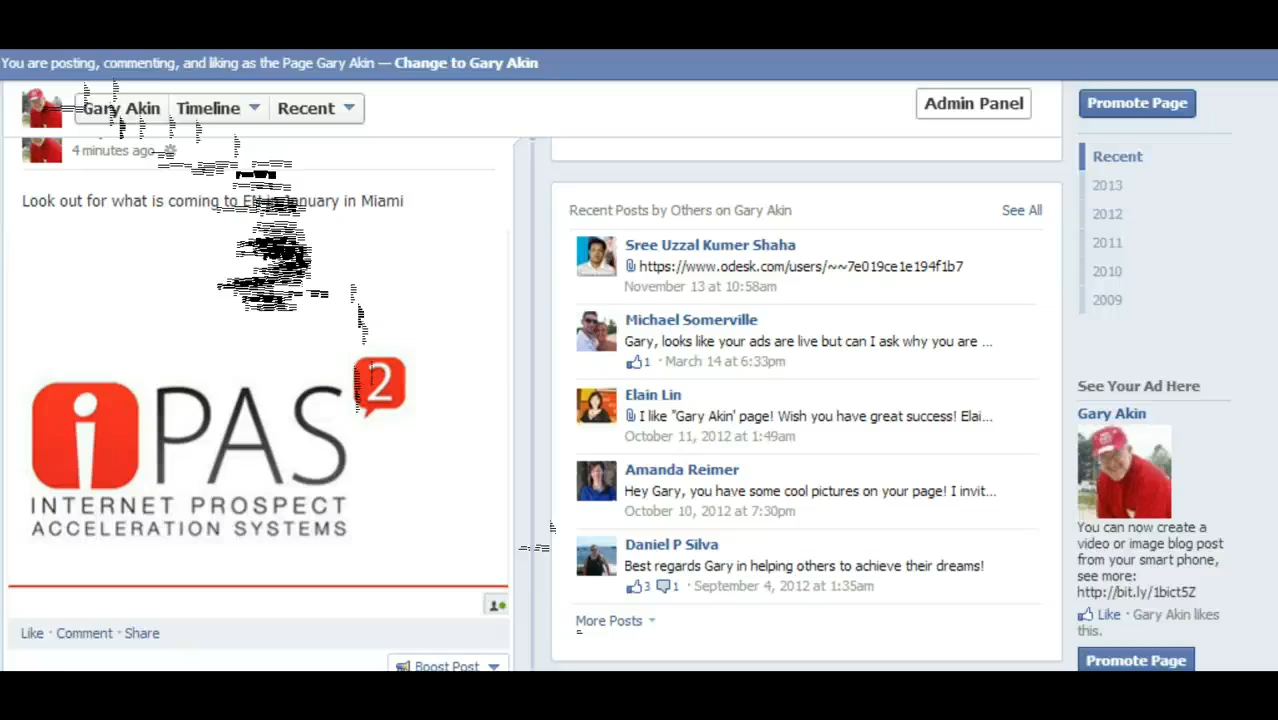 You are posting, commenting, and liking as the Page Gary Akin — Change to Gary Akin
Gary Akin Timeline Recent
Admin Panel
Promote Page
4 minutes ago
Look out for what is coming to in January in Miami
iPAS 2
INTERNET PROSPECT
ACCELERATION SYSTEMS
Like · Comment · Share
Boost Post
Recent Posts by Others on Gary Akin See All
Sree Uzzal Kumer Shaha
https://www.odesk.com/users/~~7e019ce1e194f1b7
November 13 at 10:58am
Michael Somerville
Gary, looks like your ads are live but can I ask why you are ...
1 · March 14 at 6:33pm
Elain Lin
I like "Gary Akin' page! Wish you have great success! Elai...
October 11, 2012 at 1:49am
Amanda Reimer
Hey Gary, you have some cool pictures on your page! I invit...
October 10, 2012 at 7:30pm
Daniel P Silva
Best regards Gary in helping others to achieve their dreams!
3 1 · September 4, 2012 at 1:35am
More Posts
Recent
2013
2012
2011
2010
2009
See Your Ad Here
Gary Akin
You can now create a
video or image blog post
from your smart phone,
see more:
http://bit.ly/1bict5Z
Like · Gary Akin likes
this.
Promote Page